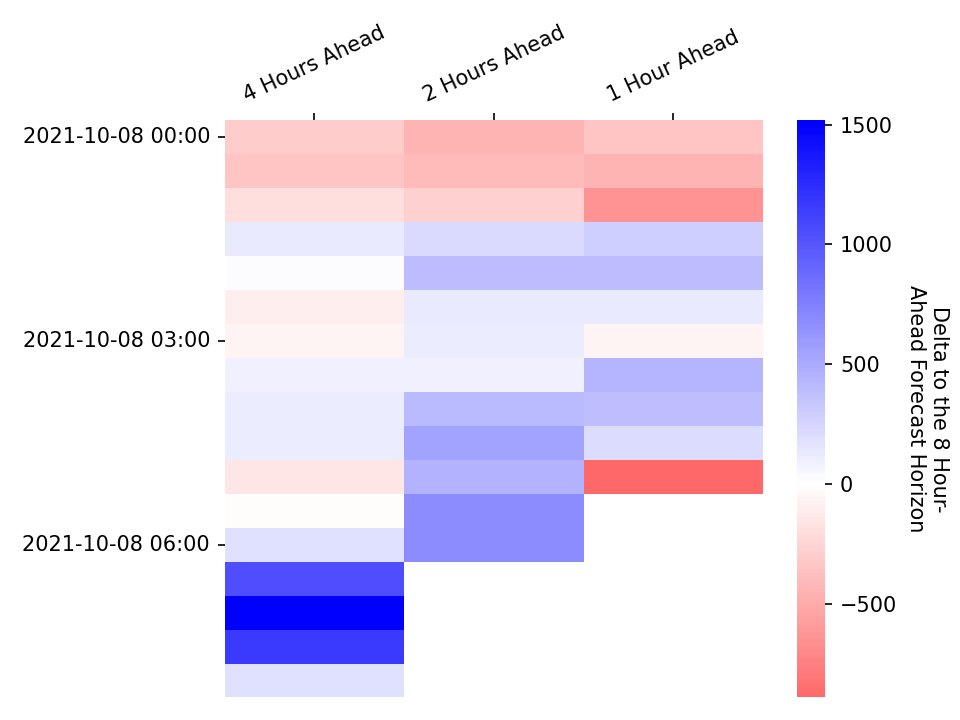 4 Hours Ahead
2 Hours Ahead
1 Hour Ahead
2021-10-08 00:00
2021-10-08 03:00
2021-10-08 06:00
1500
1000
500
0
−500
Delta to the 8 Hour-
Ahead Forecast Horizon